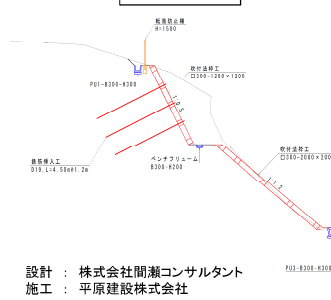 転落防止柵
H=1500
PU1-B300-H300
吹付法枠工
□200-1200×1200
1:0.5
鉄筋挿入工
D19,L=4.50m@1.2m
ベンチフリューム
B300-H200
吹付法枠工
□300-2000×200
1:1.2
PU3-B300-H300
設計 : 株式会社間瀬コンサルタント
施工 : 平原建設株式会社